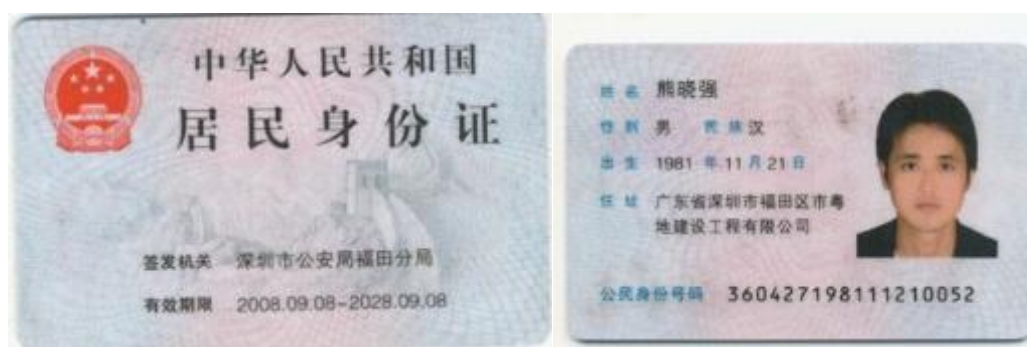 中华人民共和国
居民身份证
签发机关 深圳市公安局福田分局
有效期限 2008.09.08-2028.09.08
姓名 熊晓强
性别 男 民族 汉
出生 1981 年 11 月 21 日
住址 广东省深圳市福田区市粤
地建设工程有限公司
公民身份号码 360427198111210052